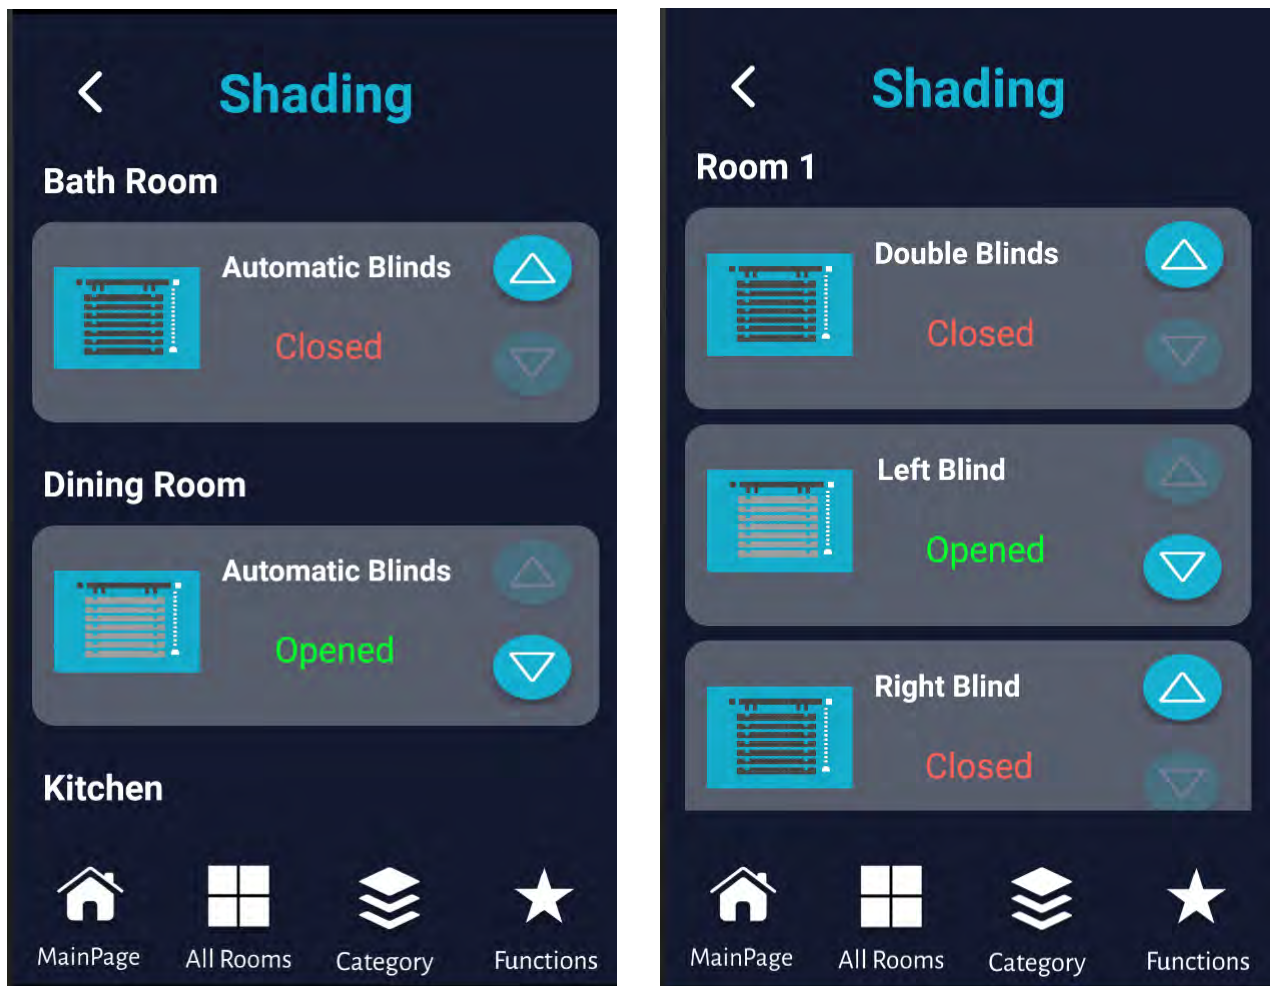 Shading
Bath Room
Automatic Blinds
Closed
Dining Room
Automatic Blinds
Opened
Kitchen
MainPage
All Rooms
Category
Functions
Shading
Room 1
Double Blinds
Closed
Left Blind
Opened
Right Blind
Closed
MainPage
All Rooms
Category
Functions